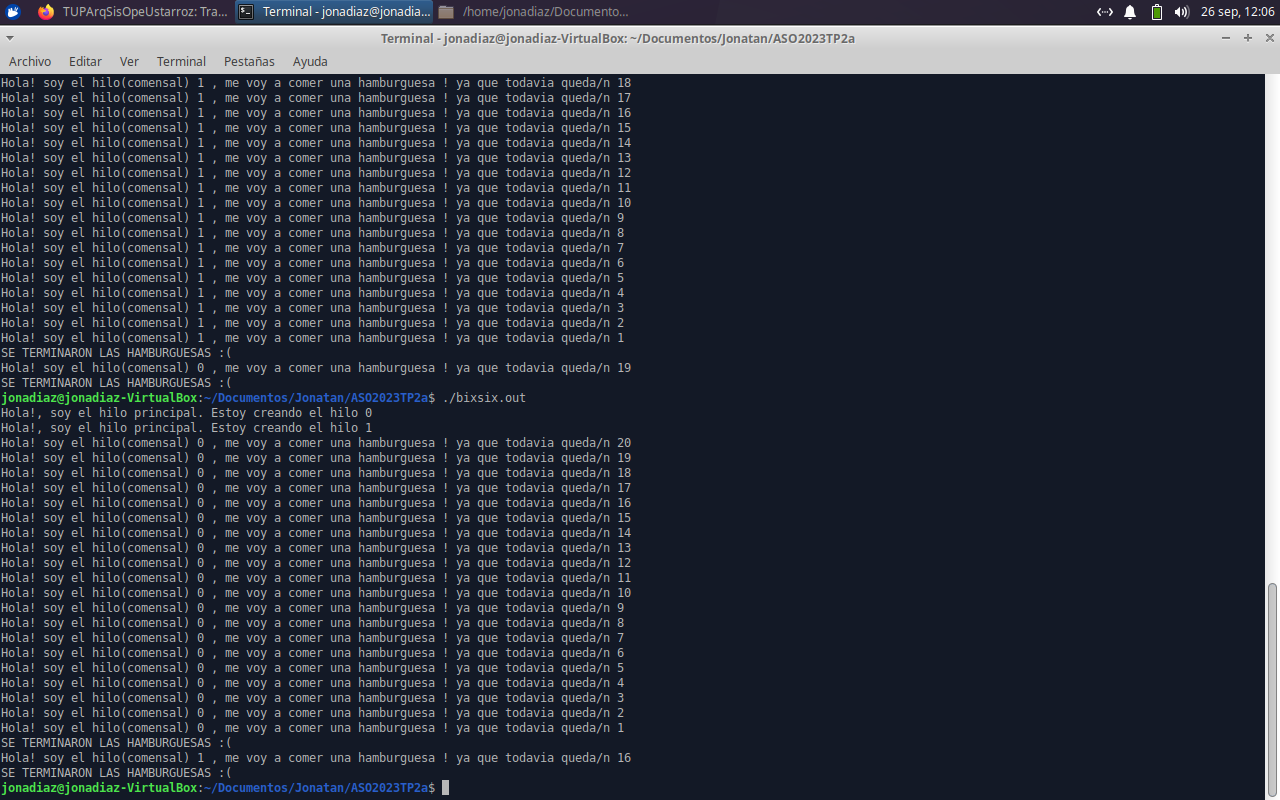 TUPArqSisOpeUstarroz: Tra...
Terminal - jonadiaz@jonadia...
/home/jonadiaz/Documento...
26 sep, 12:06
Terminal - jonadiaz@jonadiaz-VirtualBox: ~/Documentos/Jonatan/ASO2023TP2a
Archivo Editar Ver Terminal Pestañas Ayuda
Hola! soy el hilo(comensal) 1 , me voy a comer una hamburguesa ! ya que todavia queda/n 18
Hola! soy el hilo(comensal) 1 , me voy a comer una hamburguesa ! ya que todavia queda/n 17
Hola! soy el hilo(comensal) 1 , me voy a comer una hamburguesa ! ya que todavia queda/n 16
Hola! soy el hilo(comensal) 1 , me voy a comer una hamburguesa ! ya que todavia queda/n 15
Hola! soy el hilo(comensal) 1 , me voy a comer una hamburguesa ! ya que todavia queda/n 14
Hola! soy el hilo(comensal) 1 , me voy a comer una hamburguesa ! ya que todavia queda/n 13
Hola! soy el hilo(comensal) 1 , me voy a comer una hamburguesa ! ya que todavia queda/n 12
Hola! soy el hilo(comensal) 1 , me voy a comer una hamburguesa ! ya que todavia queda/n 11
Hola! soy el hilo(comensal) 1 , me voy a comer una hamburguesa ! ya que todavia queda/n 10
Hola! soy el hilo(comensal) 1 , me voy a comer una hamburguesa ! ya que todavia queda/n 9
Hola! soy el hilo(comensal) 1 , me voy a comer una hamburguesa ! ya que todavia queda/n 8
Hola! soy el hilo(comensal) 1 , me voy a comer una hamburguesa ! ya que todavia queda/n 7
Hola! soy el hilo(comensal) 1 , me voy a comer una hamburguesa ! ya que todavia queda/n 6
Hola! soy el hilo(comensal) 1 , me voy a comer una hamburguesa ! ya que todavia queda/n 5
Hola! soy el hilo(comensal) 1 , me voy a comer una hamburguesa ! ya que todavia queda/n 4
Hola! soy el hilo(comensal) 1 , me voy a comer una hamburguesa ! ya que todavia queda/n 3
Hola! soy el hilo(comensal) 1 , me voy a comer una hamburguesa ! ya que todavia queda/n 2
Hola! soy el hilo(comensal) 1 , me voy a comer una hamburguesa ! ya que todavia queda/n 1
SE TERMINARON LAS HAMBURGUESAS :(
Hola! soy el hilo(comensal) 0 , me voy a comer una hamburguesa ! ya que todavia queda/n 19
SE TERMINARON LAS HAMBURGUESAS :(
jonadiaz@jonadiaz-VirtualBox:~/Documentos/Jonatan/ASO2023TP2a$ ./bixsix.out
Hola!, soy el hilo principal. Estoy creando el hilo 0
Hola!, soy el hilo principal. Estoy creando el hilo 1
Hola! soy el hilo(comensal) 0 , me voy a comer una hamburguesa ! ya que todavia queda/n 20
Hola! soy el hilo(comensal) 0 , me voy a comer una hamburguesa ! ya que todavia queda/n 19
Hola! soy el hilo(comensal) 0 , me voy a comer una hamburguesa ! ya que todavia queda/n 18
Hola! soy el hilo(comensal) 0 , me voy a comer una hamburguesa ! ya que todavia queda/n 17
Hola! soy el hilo(comensal) 0 , me voy a comer una hamburguesa ! ya que todavia queda/n 16
Hola! soy el hilo(comensal) 0 , me voy a comer una hamburguesa ! ya que todavia queda/n 15
Hola! soy el hilo(comensal) 0 , me voy a comer una hamburguesa ! ya que todavia queda/n 14
Hola! soy el hilo(comensal) 0 , me voy a comer una hamburguesa ! ya que todavia queda/n 13
Hola! soy el hilo(comensal) 0 , me voy a comer una hamburguesa ! ya que todavia queda/n 12
Hola! soy el hilo(comensal) 0 , me voy a comer una hamburguesa ! ya que todavia queda/n 11
Hola! soy el hilo(comensal) 0 , me voy a comer una hamburguesa ! ya que todavia queda/n 10
Hola! soy el hilo(comensal) 0 , me voy a comer una hamburguesa ! ya que todavia queda/n 9
Hola! soy el hilo(comensal) 0 , me voy a comer una hamburguesa ! ya que todavia queda/n 8
Hola! soy el hilo(comensal) 0 , me voy a comer una hamburguesa ! ya que todavia queda/n 7
Hola! soy el hilo(comensal) 0 , me voy a comer una hamburguesa ! ya que todavia queda/n 6
Hola! soy el hilo(comensal) 0 , me voy a comer una hamburguesa ! ya que todavia queda/n 5
Hola! soy el hilo(comensal) 0 , me voy a comer una hamburguesa ! ya que todavia queda/n 4
Hola! soy el hilo(comensal) 0 , me voy a comer una hamburguesa ! ya que todavia queda/n 3
Hola! soy el hilo(comensal) 0 , me voy a comer una hamburguesa ! ya que todavia queda/n 2
Hola! soy el hilo(comensal) 0 , me voy a comer una hamburguesa ! ya que todavia queda/n 1
SE TERMINARON LAS HAMBURGUESAS :(
Hola! soy el hilo(comensal) 1 , me voy a comer una hamburguesa ! ya que todavia queda/n 16
SE TERMINARON LAS HAMBURGUESAS :(
jonadiaz@jonadiaz-VirtualBox:~/Documentos/Jonatan/ASO2023TP2a$